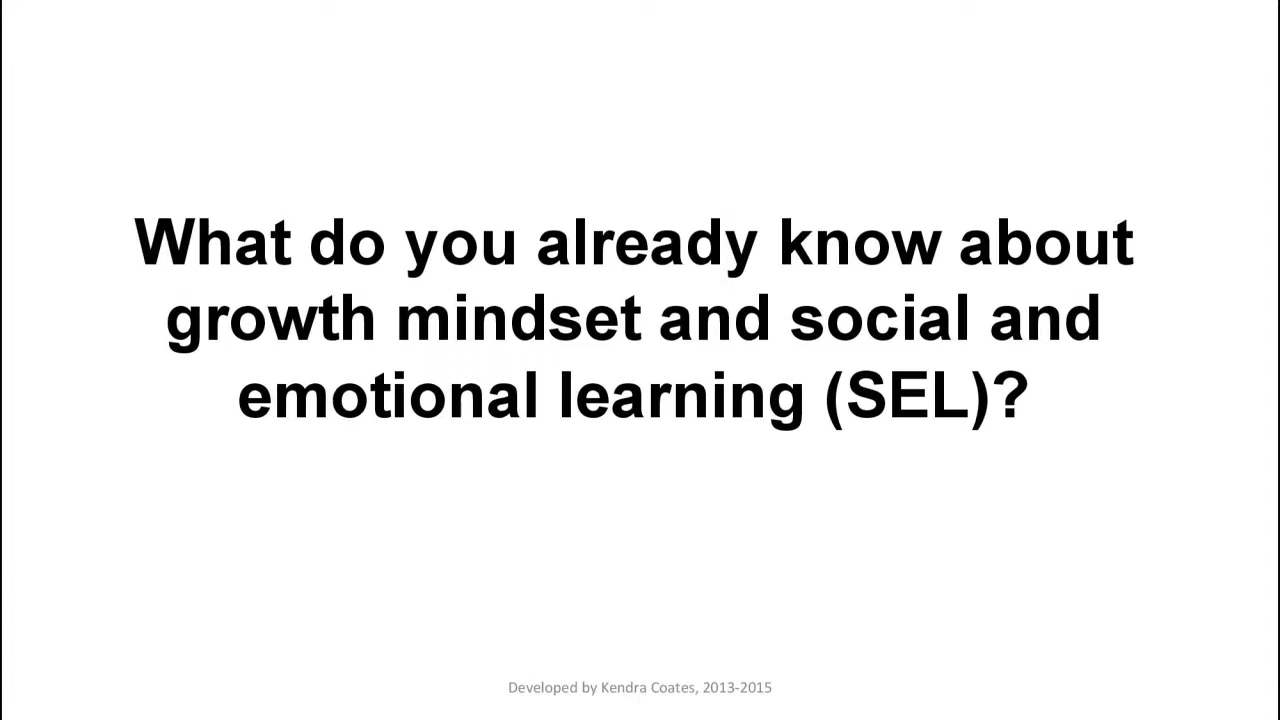 What do you already know about
growth mindset and social and
emotional learning (SEL)?
Developed by Kendra Coates, 2013-2015